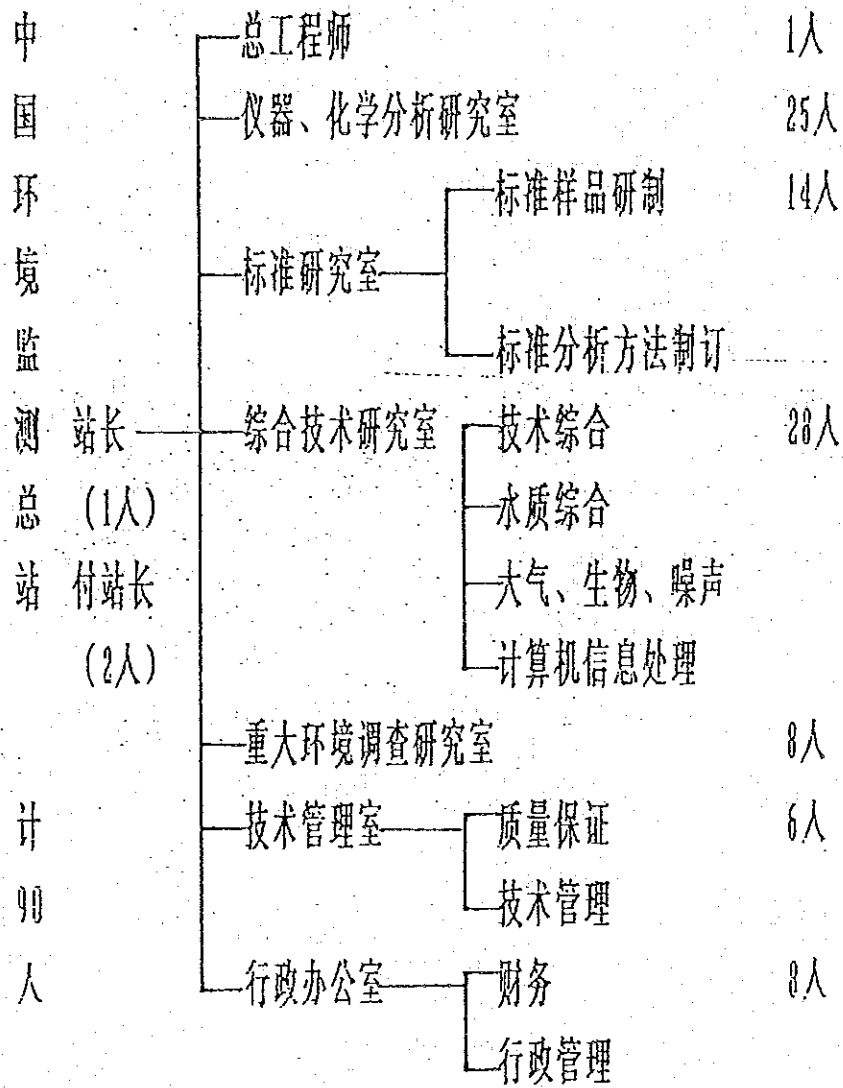 中国环境监测总站
计90人
站长
(1人)
付站长
(2人)
总工程师 1人
仪器、化学分析研究室 25人
标准研究室
标准样品研制 14人
标准分析方法制订
综合技术研究室
技术综合 28人
水质综合
大气、生物、噪声
计算机信息处理
重大环境调查研究室 8人
技术管理室
质量保证 6人
技术管理
行政办公室
财务 8人
行政管理